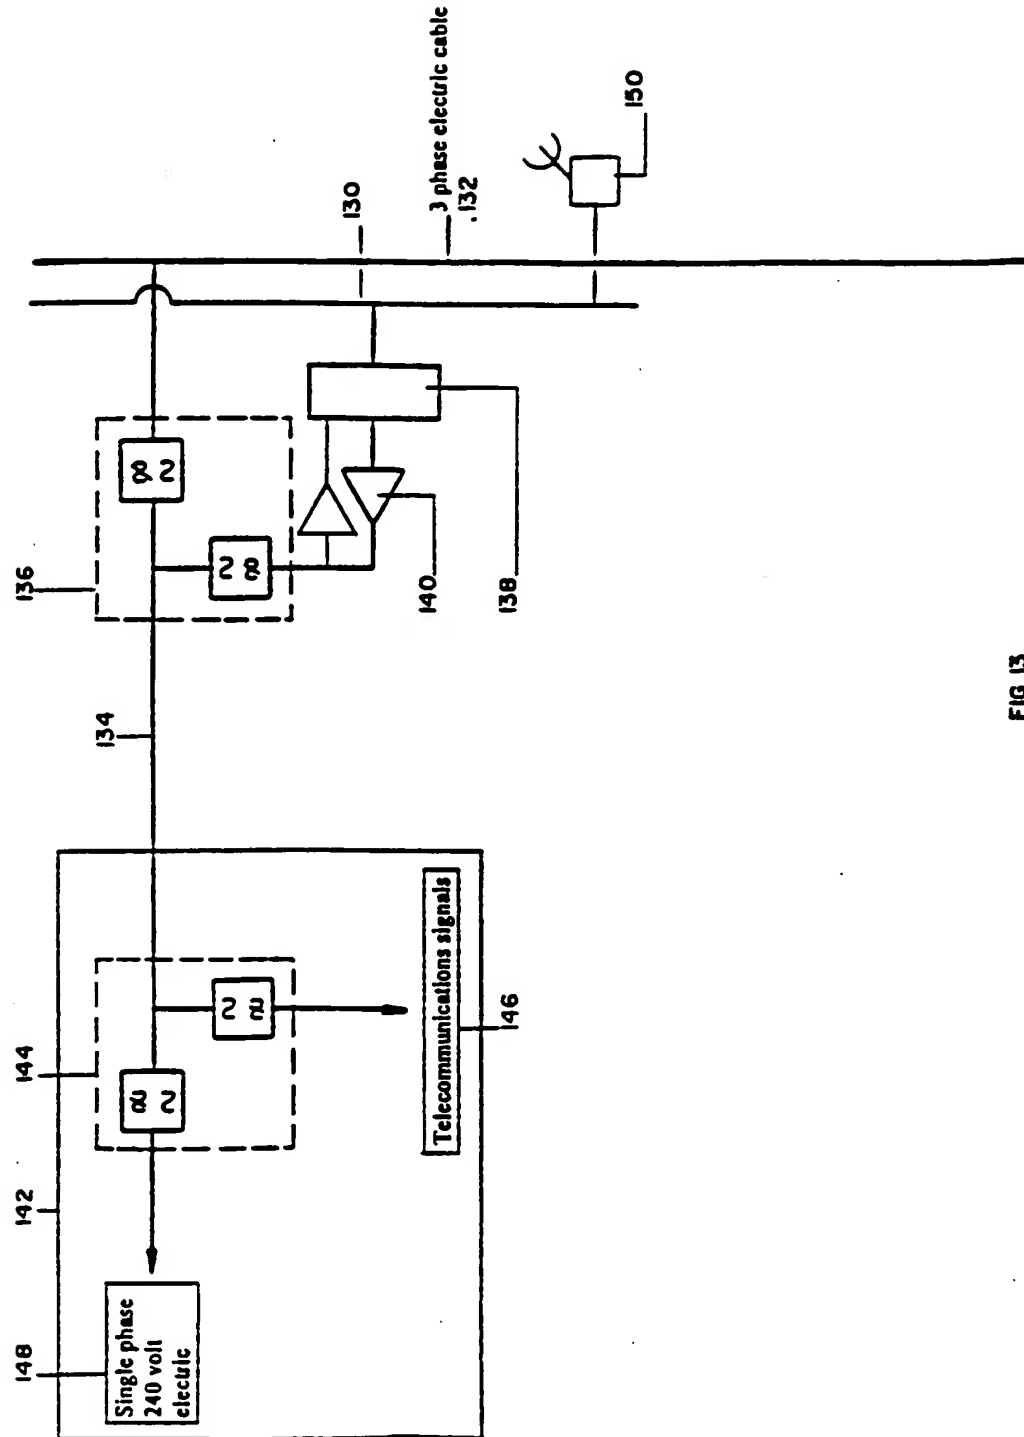 148
142
144
134
136
Single phase
240 volt
electric
Telecommunications signals
146
140
138
130
3 phase electric cable
132
150
FIG 13